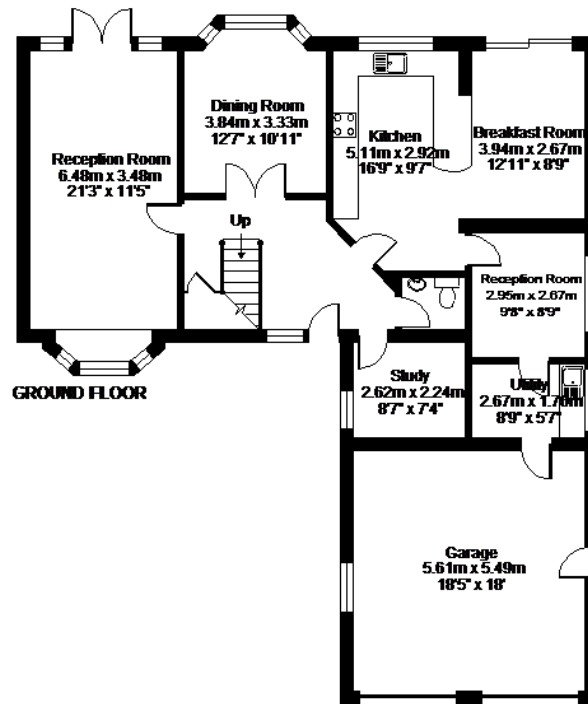 Dining Room
3.84m x 3.33m
12'7" x 10'11"
Kitchen
5.11m x 2.92m
16'9" x 9'7"
Breakfast Room
3.94m x 2.67m
12'11" x 8'9"
Reception Room
6.48m x 3.48m
21'3" x 11'5"
Up
Reception Room
2.95m x 2.67m
9'8" x 8'9"
GROUND FLOOR
Study
2.62m x 2.24m
8'7" x 7'4"
Utility
2.67m x 1.70m
8'9" x 5'7"
Garage
5.61m x 5.49m
18'5" x 18'